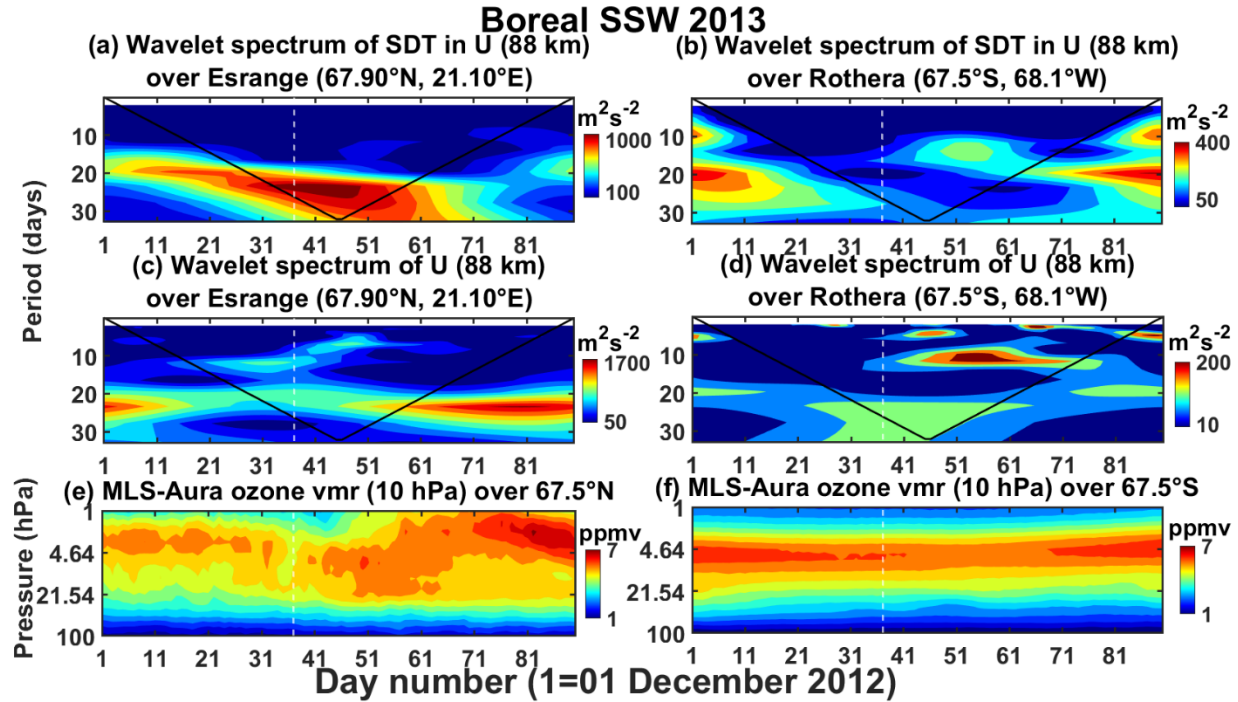 Boreal SSW 2013
(a) Wavelet spectrum of SDT in U (88 km)
over Esrange (67.90°N, 21.10°E)
(b) Wavelet spectrum of SDT in U (88 km)
over Rothera (67.5°S, 68.1°W)
Period (days)
10
20
30
1 11 21 31 41 51 61 71 81
m²s⁻²
1000
100
10
20
30
1 11 21 31 41 51 61 71 81
m²s⁻²
400
50
(c) Wavelet spectrum of U (88 km)
over Esrange (67.90°N, 21.10°E)
(d) Wavelet spectrum of U (88 km)
over Rothera (67.5°S, 68.1°W)
10
20
30
1 11 21 31 41 51 61 71 81
m²s⁻²
1700
50
10
20
30
1 11 21 31 41 51 61 71 81
m²s⁻²
200
10
(e) MLS-Aura ozone vmr (10 hPa) over 67.5°N
(f) MLS-Aura ozone vmr (10 hPa) over 67.5°S
Pressure (hPa)
1
4.64
21.54
100
1 11 21 31 41 51 61 71 81
ppmv
7
1
1
4.64
21.54
100
1 11 21 31 41 51 61 71 81
ppmv
7
1
Day number (1=01 December 2012)